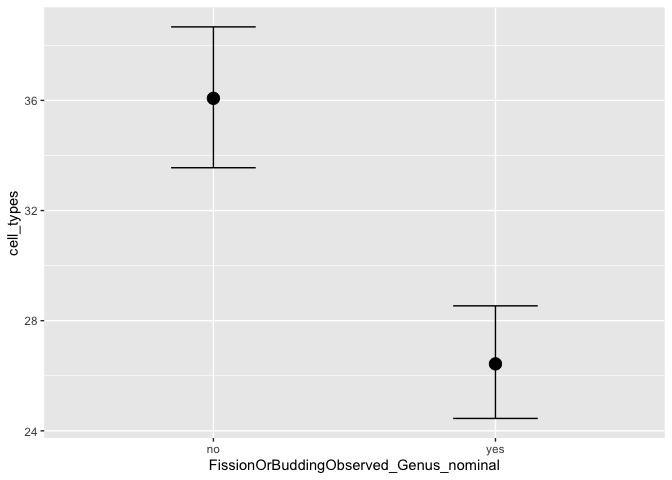 cell_types
36
32
28
24
no yes
FissionOrBuddingObserved_Genus_nominal